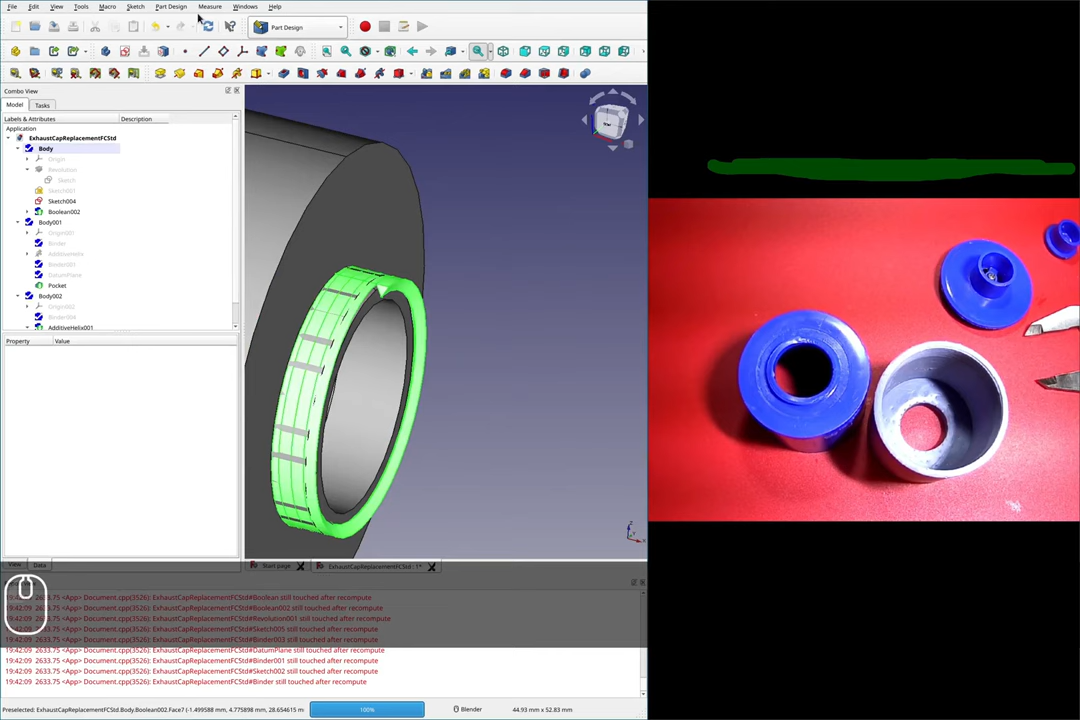 File Edit View Tools Macro Sketch Part Design Measure Windows Help
Part Design
Combo View
Model Tasks
Labels & Attributes Description
Application
ExhaustCapReplacementFCStd
Body
Origin
Revolution
Sketch
Sketch001
Sketch004
Boolean002
Body001
Origin001
Binder
AdditiveHelix
Binder001
DatumPlane
Pocket
Body002
Origin002
Binder004
AdditiveHelix001
Property Value
View Data
Start page ExhaustCapReplacementFCStd : 1*
19:42:09 2633.75 <App> Document.cpp(3526): ExhaustCapReplacementFCStd#Boolean still touched after recompute
19:42:09 2633.75 <App> Document.cpp(3526): ExhaustCapReplacementFCStd#Boolean002 still touched after recompute
19:42:09 2633.75 <App> Document.cpp(3526): ExhaustCapReplacementFCStd#Revolution001 still touched after recompute
19:42:09 2633.75 <App> Document.cpp(3526): ExhaustCapReplacementFCStd#Sketch005 still touched after recompute
19:42:09 2633.75 <App> Document.cpp(3526): ExhaustCapReplacementFCStd#Binder003 still touched after recompute
19:42:09 2633.75 <App> Document.cpp(3526): ExhaustCapReplacementFCStd#DatumPlane still touched after recompute
19:42:09 2633.75 <App> Document.cpp(3526): ExhaustCapReplacementFCStd#Binder001 still touched after recompute
19:42:09 2633.75 <App> Document.cpp(3526): ExhaustCapReplacementFCStd#Sketch002 still touched after recompute
19:42:09 2633.75 <App> Document.cpp(3526): ExhaustCapReplacementFCStd#Binder still touched after recompute
Preselected: ExhaustCapReplacementFCStd.Body.Boolean002.Face7 (-1.499588 mm, 4.775898 mm, 28.654615 m 100% Blender 44.93 mm x 52.83 mm